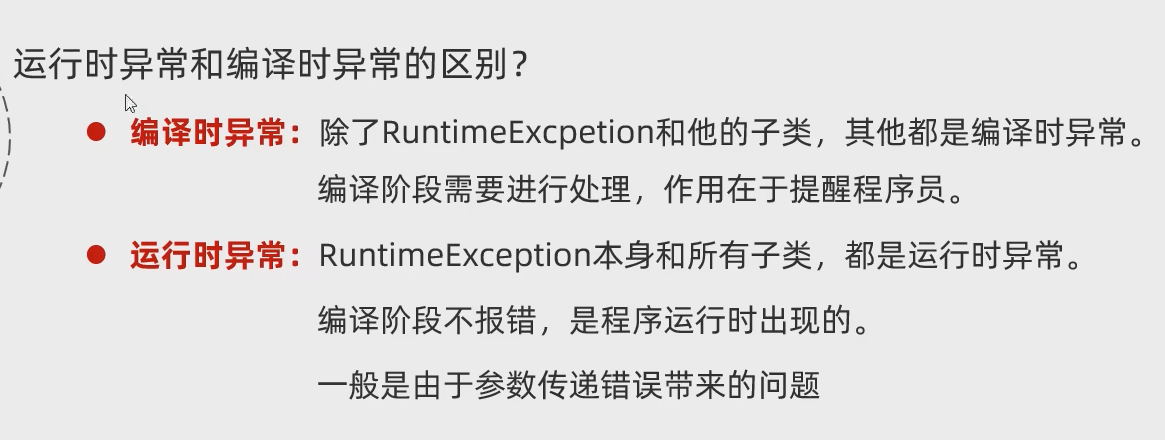 运行时异常和编译时异常的区别？
编译时异常：除了RuntimeExcpetion和他的子类，其他都是编译时异常。
编译阶段需要进行处理，作用在于提醒程序员。
运行时异常：RuntimeException本身和所有子类，都是运行时异常。
编译阶段不报错，是程序运行时出现的。
一般是由于参数传递错误带来的问题